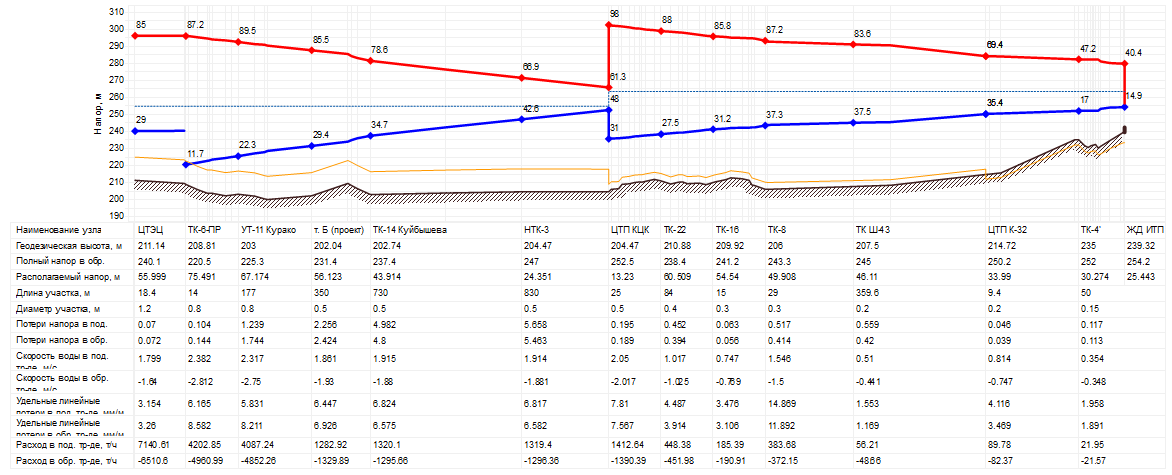 310
300
290
280
270
260
250
240
230
220
210
200
190
Напор, м
85 87.2 89.5 85.5 78.6 66.9 61.3 98 88 85.8 87.2 83.6 69.4 47.2 40.4
29 11.7 22.3 29.4 34.7 42.6 48 31 27.5 31.2 37.3 37.5 35.4 17 14.9
Наименование узла ЦТЭЦ ТК-6-ПР УТ-11 Курако т. Б (проект) ТК-14 Куйбышева НТК-3 ЦТП КЦК ТК-22 ТК-16 ТК-8 ТК Ш-43 ЦТП К-32 ТК-4' ЖД ИТП
Геодезическая высота, м 211.14 208.81 203 202.04 202.74 204.47 204.47 210.88 209.92 206 207.5 214.72 235 239.32
Полный напор в обр. 240.1 220.5 225.3 231.4 237.4 247 252.5 238.4 241.2 243.3 245 250.2 252 254.2
Располагаемый напор, м 55.999 75.491 67.174 56.123 43.914 24.351 13.23 60.509 54.54 49.908 46.11 33.99 30.274 25.443
Длина участка, м 18.4 14 177 350 730 830 25 84 15 29 359.6 9.4 50
Диаметр участка, м 1.2 0.8 0.8 0.5 0.5 0.5 0.5 0.4 0.3 0.3 0.2 0.2 0.15
Потери напора в под. 0.07 0.104 1.239 2.256 4.982 5.658 0.195 0.452 0.063 0.517 0.559 0.046 0.117
Потери напора в обр. 0.072 0.144 1.744 2.424 4.8 5.463 0.189 0.394 0.056 0.414 0.42 0.039 0.113
Скорость воды в под. тр-де, м/с 1.799 2.382 2.317 1.861 1.915 1.914 2.05 1.017 0.747 1.546 0.51 0.814 0.354
Скорость воды в обр. тр-де, м/с -1.64 -2.812 -2.75 -1.93 -1.88 -1.881 -2.017 -1.025 -0.769 -1.5 -0.441 -0.747 -0.348
Удельные линейные потери в под. тр-де, мм/м 3.154 6.165 5.831 6.447 6.824 6.817 7.81 4.487 3.476 14.869 1.553 4.116 1.958
Удельные линейные потери в обр. тр-де, мм/м 3.26 8.582 8.211 6.926 6.575 6.582 7.567 3.914 3.106 11.892 1.169 3.469 1.891
Расход в под. тр-де, т/ч 7140.61 4202.85 4087.24 1282.92 1320.1 1319.4 1412.64 448.38 185.39 383.68 56.21 89.78 21.95
Расход в обр. тр-де, т/ч -6510.6 -4960.99 -4852.26 -1329.89 -1295.66 -1296.36 -1390.39 -451.98 -190.91 -372.15 -48.66 -82.37 -21.57